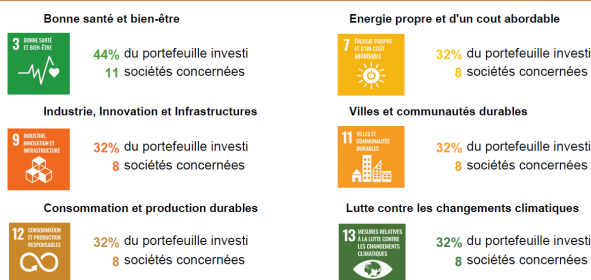 Bonne santé et bien-être
3 BONNE SANTÉ
ET BIEN-ÊTRE
44% du portefeuille investi
11 sociétés concernées
Energie propre et d'un cout abordable
7 ÉNERGIE PROPRE
ET D'UN COÛT
ABORDABLE
32% du portefeuille investi
8 sociétés concernées
Industrie, Innovation et Infrastructures
9 INDUSTRIE,
INNOVATION ET
INFRASTRUCTURE
32% du portefeuille investi
8 sociétés concernées
Villes et communautés durables
11 VILLES ET
COMMUNAUTÉS
DURABLES
32% du portefeuille investi
8 sociétés concernées
Consommation et production durables
12 CONSOMMATION
ET PRODUCTION
RESPONSABLES
32% du portefeuille investi
8 sociétés concernées
Lutte contre les changements climatiques
13 MESURES RELATIVES
À LA LUTTE CONTRE
LES CHANGEMENTS
CLIMATIQUES
32% du portefeuille investi
8 sociétés concernées